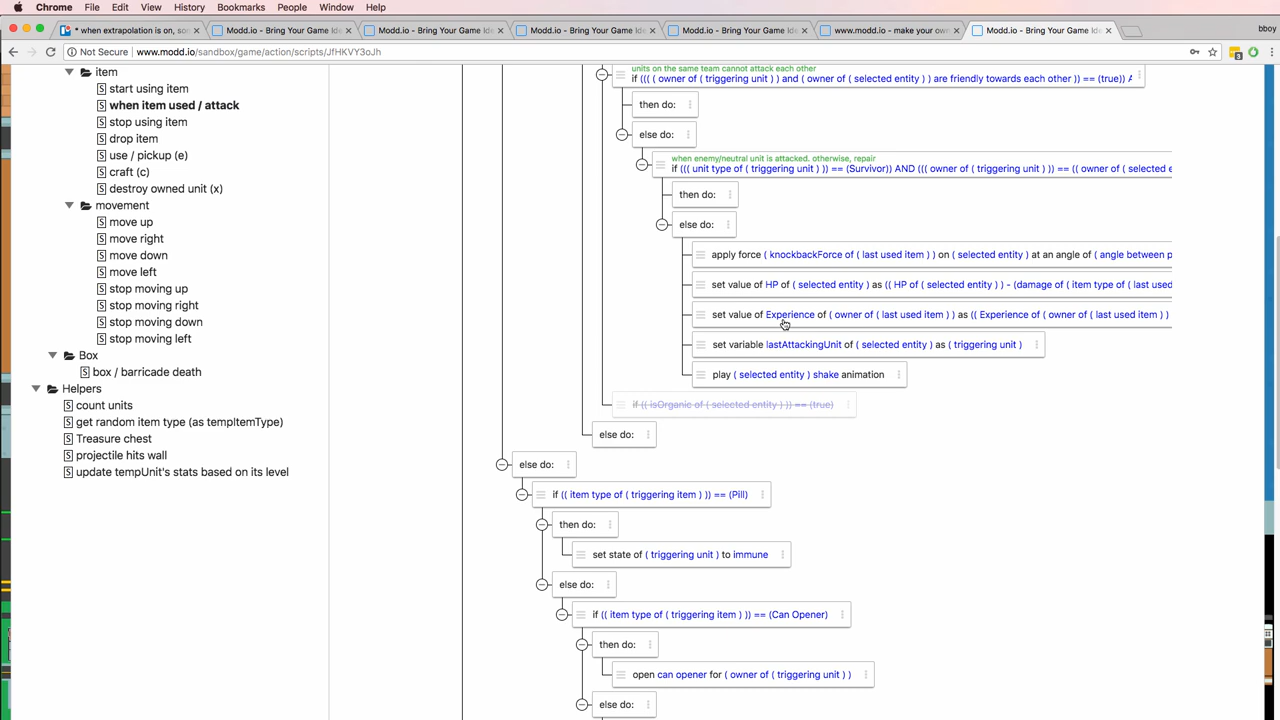 Chrome File Edit View History Bookmarks People Window Help
* when extrapolation is on, son
Modd.io - Bring Your Game Ide
Modd.io - Bring Your Game Ide
Modd.io - Bring Your Game Ide
Modd.io - Bring Your Game Ide
www.modd.io - make your own
Modd.io - Bring Your Game Ide
bboy
Not Secure www.modd.io/sandbox/game/action/scripts/JfHKVY3oJh
item
start using item
when item used / attack
stop using item
drop item
use / pickup (e)
craft (c)
destroy owned unit (x)
movement
move up
move right
move down
move left
stop moving up
stop moving right
stop moving down
stop moving left
Box
box / barricade death
Helpers
count units
get random item type (as tempItemType)
Treasure chest
projectile hits wall
update tempUnit's stats based on its level
units on the same team cannot attack each other
if (((( owner of ( triggering unit ) ) and ( owner of ( selected entity ) ) are friendly towards each other )) == (true)) A
then do:
else do:
when enemy/neutral unit is attacked. otherwise, repair
if ((( unit type of ( triggering unit ) ) == (Survivor)) AND ((( owner of ( triggering unit ) ) == (( owner of ( selected e
then do:
else do:
apply force ( knockbackForce of ( last used item ) ) on ( selected entity ) at an angle of ( angle between p
set value of HP of ( selected entity ) as (( HP of ( selected entity ) ) - (damage of ( item type of ( last used
set value of Experience of ( owner of ( last used item ) ) as (( Experience of ( owner of ( last used item ) )
set variable lastAttackingUnit of ( selected entity ) as ( triggering unit )
play ( selected entity ) shake animation
if (( isOrganic of ( selected entity ) )) == (true)
else do:
else do:
if (( item type of ( triggering item ) )) == (Pill)
then do:
set state of ( triggering unit ) to immune
else do:
if (( item type of ( triggering item ) )) == (Can Opener)
then do:
open can opener for ( owner of ( triggering unit ) )
else do: